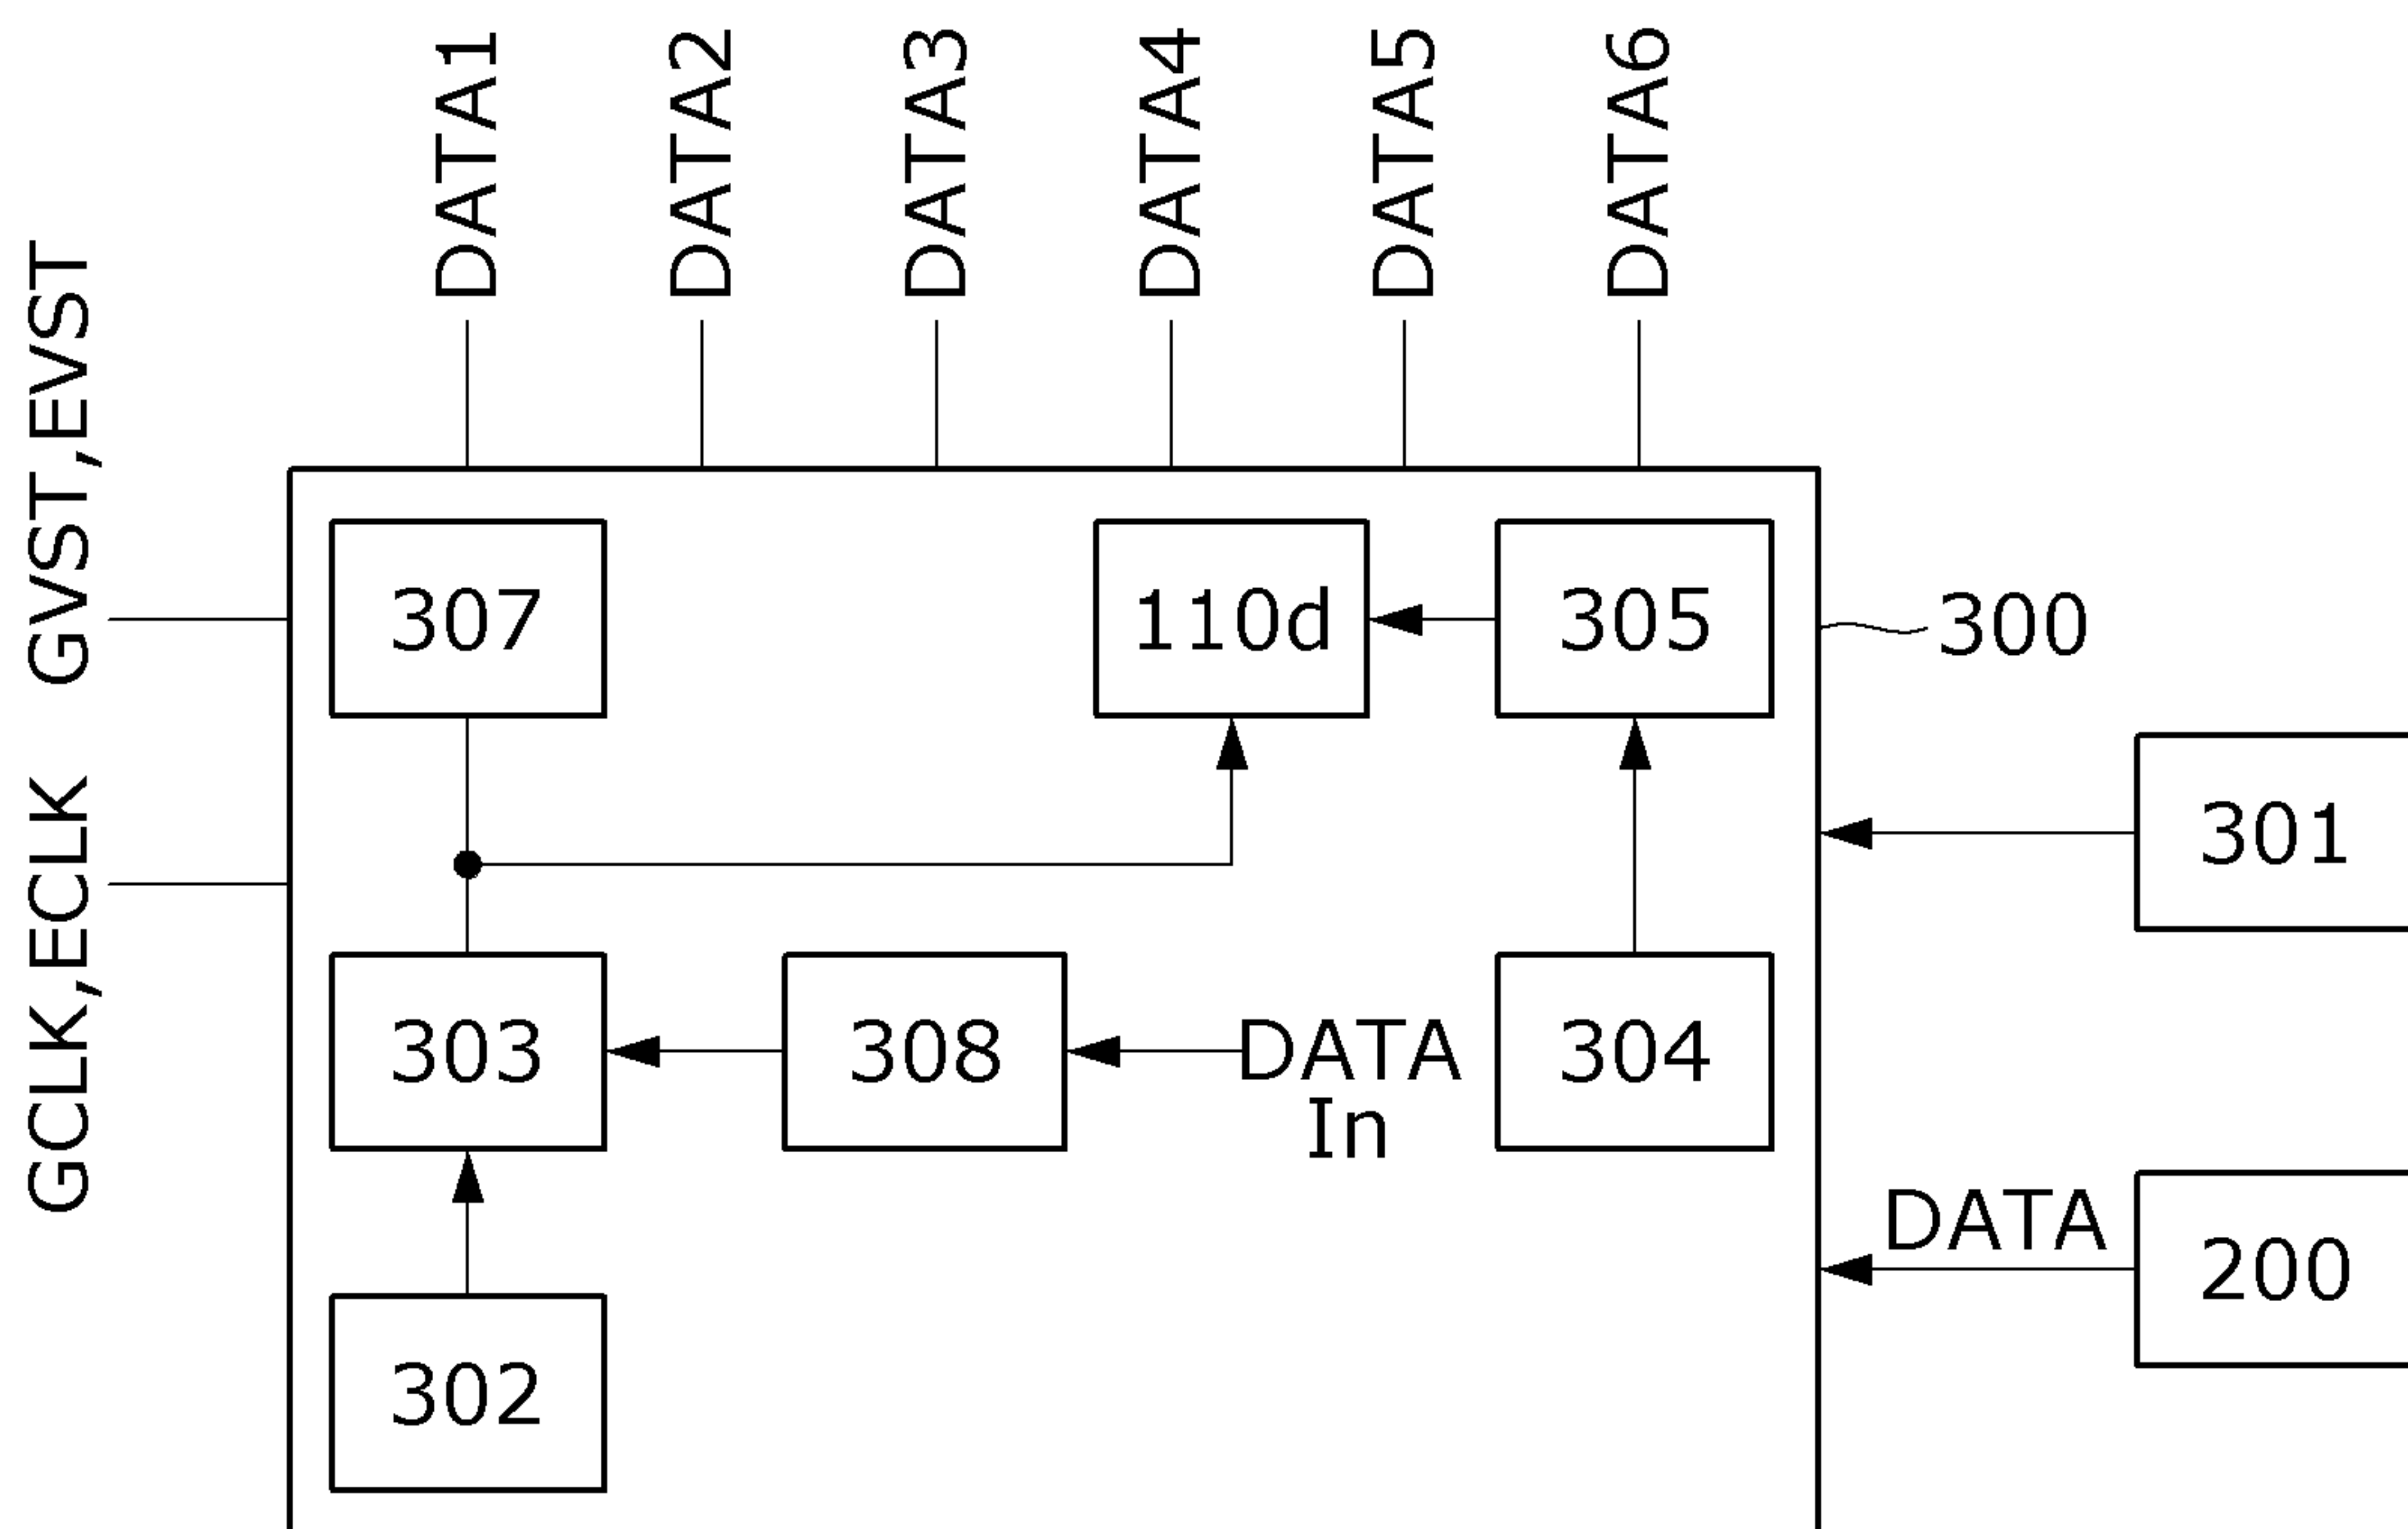 DATA1
DATA2
DATA3
DATA4
DATA5
DATA6
GVST,EVST
GCLK,ECLK
307
110d
305
300
301
303
308
DATA
In
304
DATA
200
302